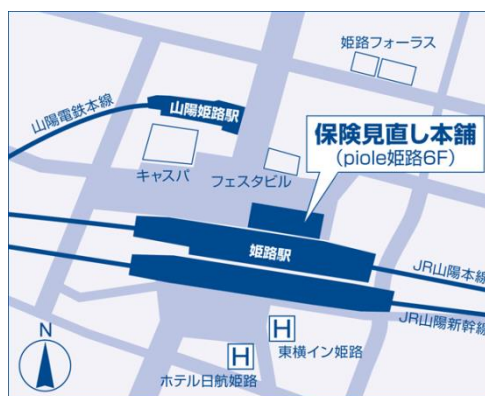 姫路フォーラス
山陽電鉄本線
山陽姫路駅
保険見直し本舗
(piole姫路6F)
キャスパ
フェスタビル
姫路駅
JR山陽本線
JR山陽新幹線
N
H
東横イン姫路
H
ホテル日航姫路